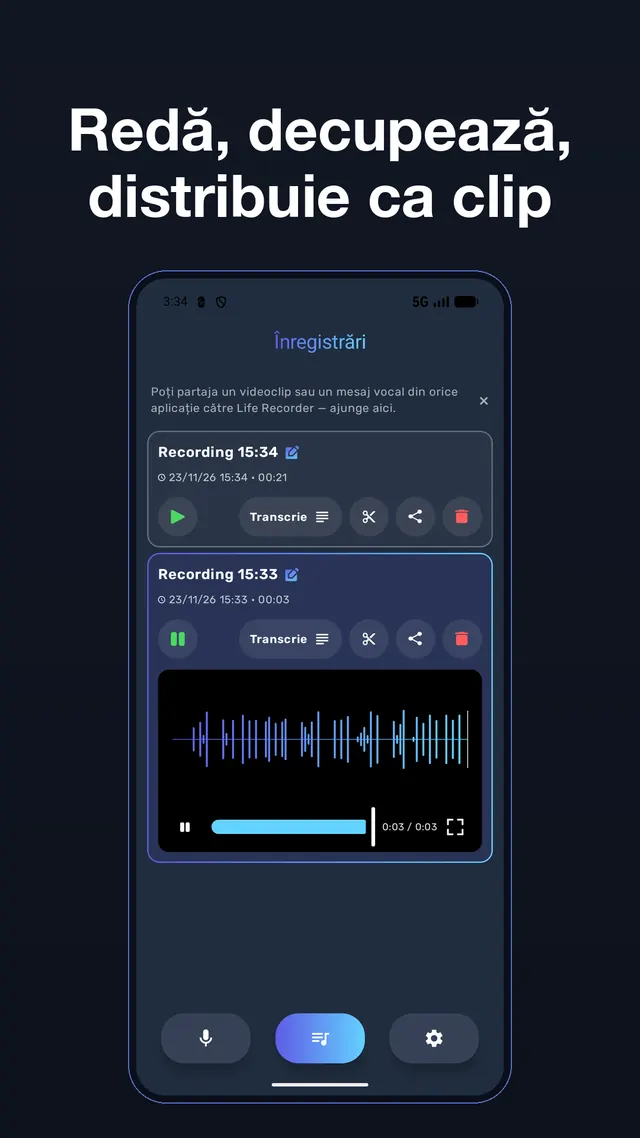 Redă, decupează,
distribuie ca clip
3:34
5G
Înregistrări
Poți partaja un videoclip sau un mesaj vocal din orice
aplicație către Life Recorder — ajunge aici.
Recording 15:34
23/11/26 15:34 • 00:21
Transcrie
Recording 15:33
23/11/26 15:33 • 00:03
Transcrie
0:03 / 0:03